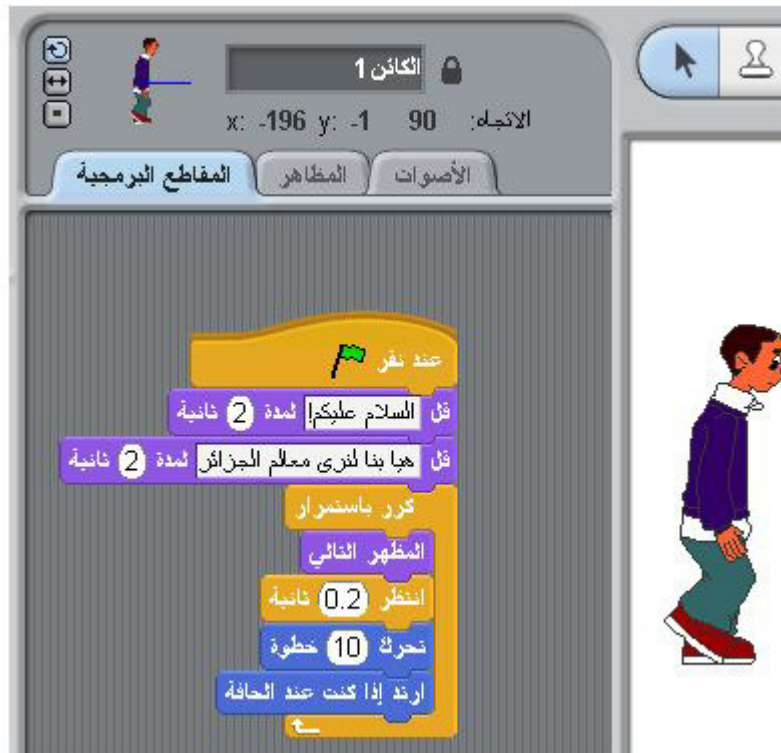 الكائن 1
x: -196 y: -1 90 الاتجاه:
المقاطع البرمجية المظاهر الأصوات
عند نقر
قل السلام عليكم! لمدة 2 ثانية
قل هيا بنا لنرى معالم الجزائر لمدة 2 ثانية
كرر باستمرار
المظهر التالي
انتظر 0.2 ثانية
تحرك 10 خطوة
ارتد إذا كنت عند الحافة